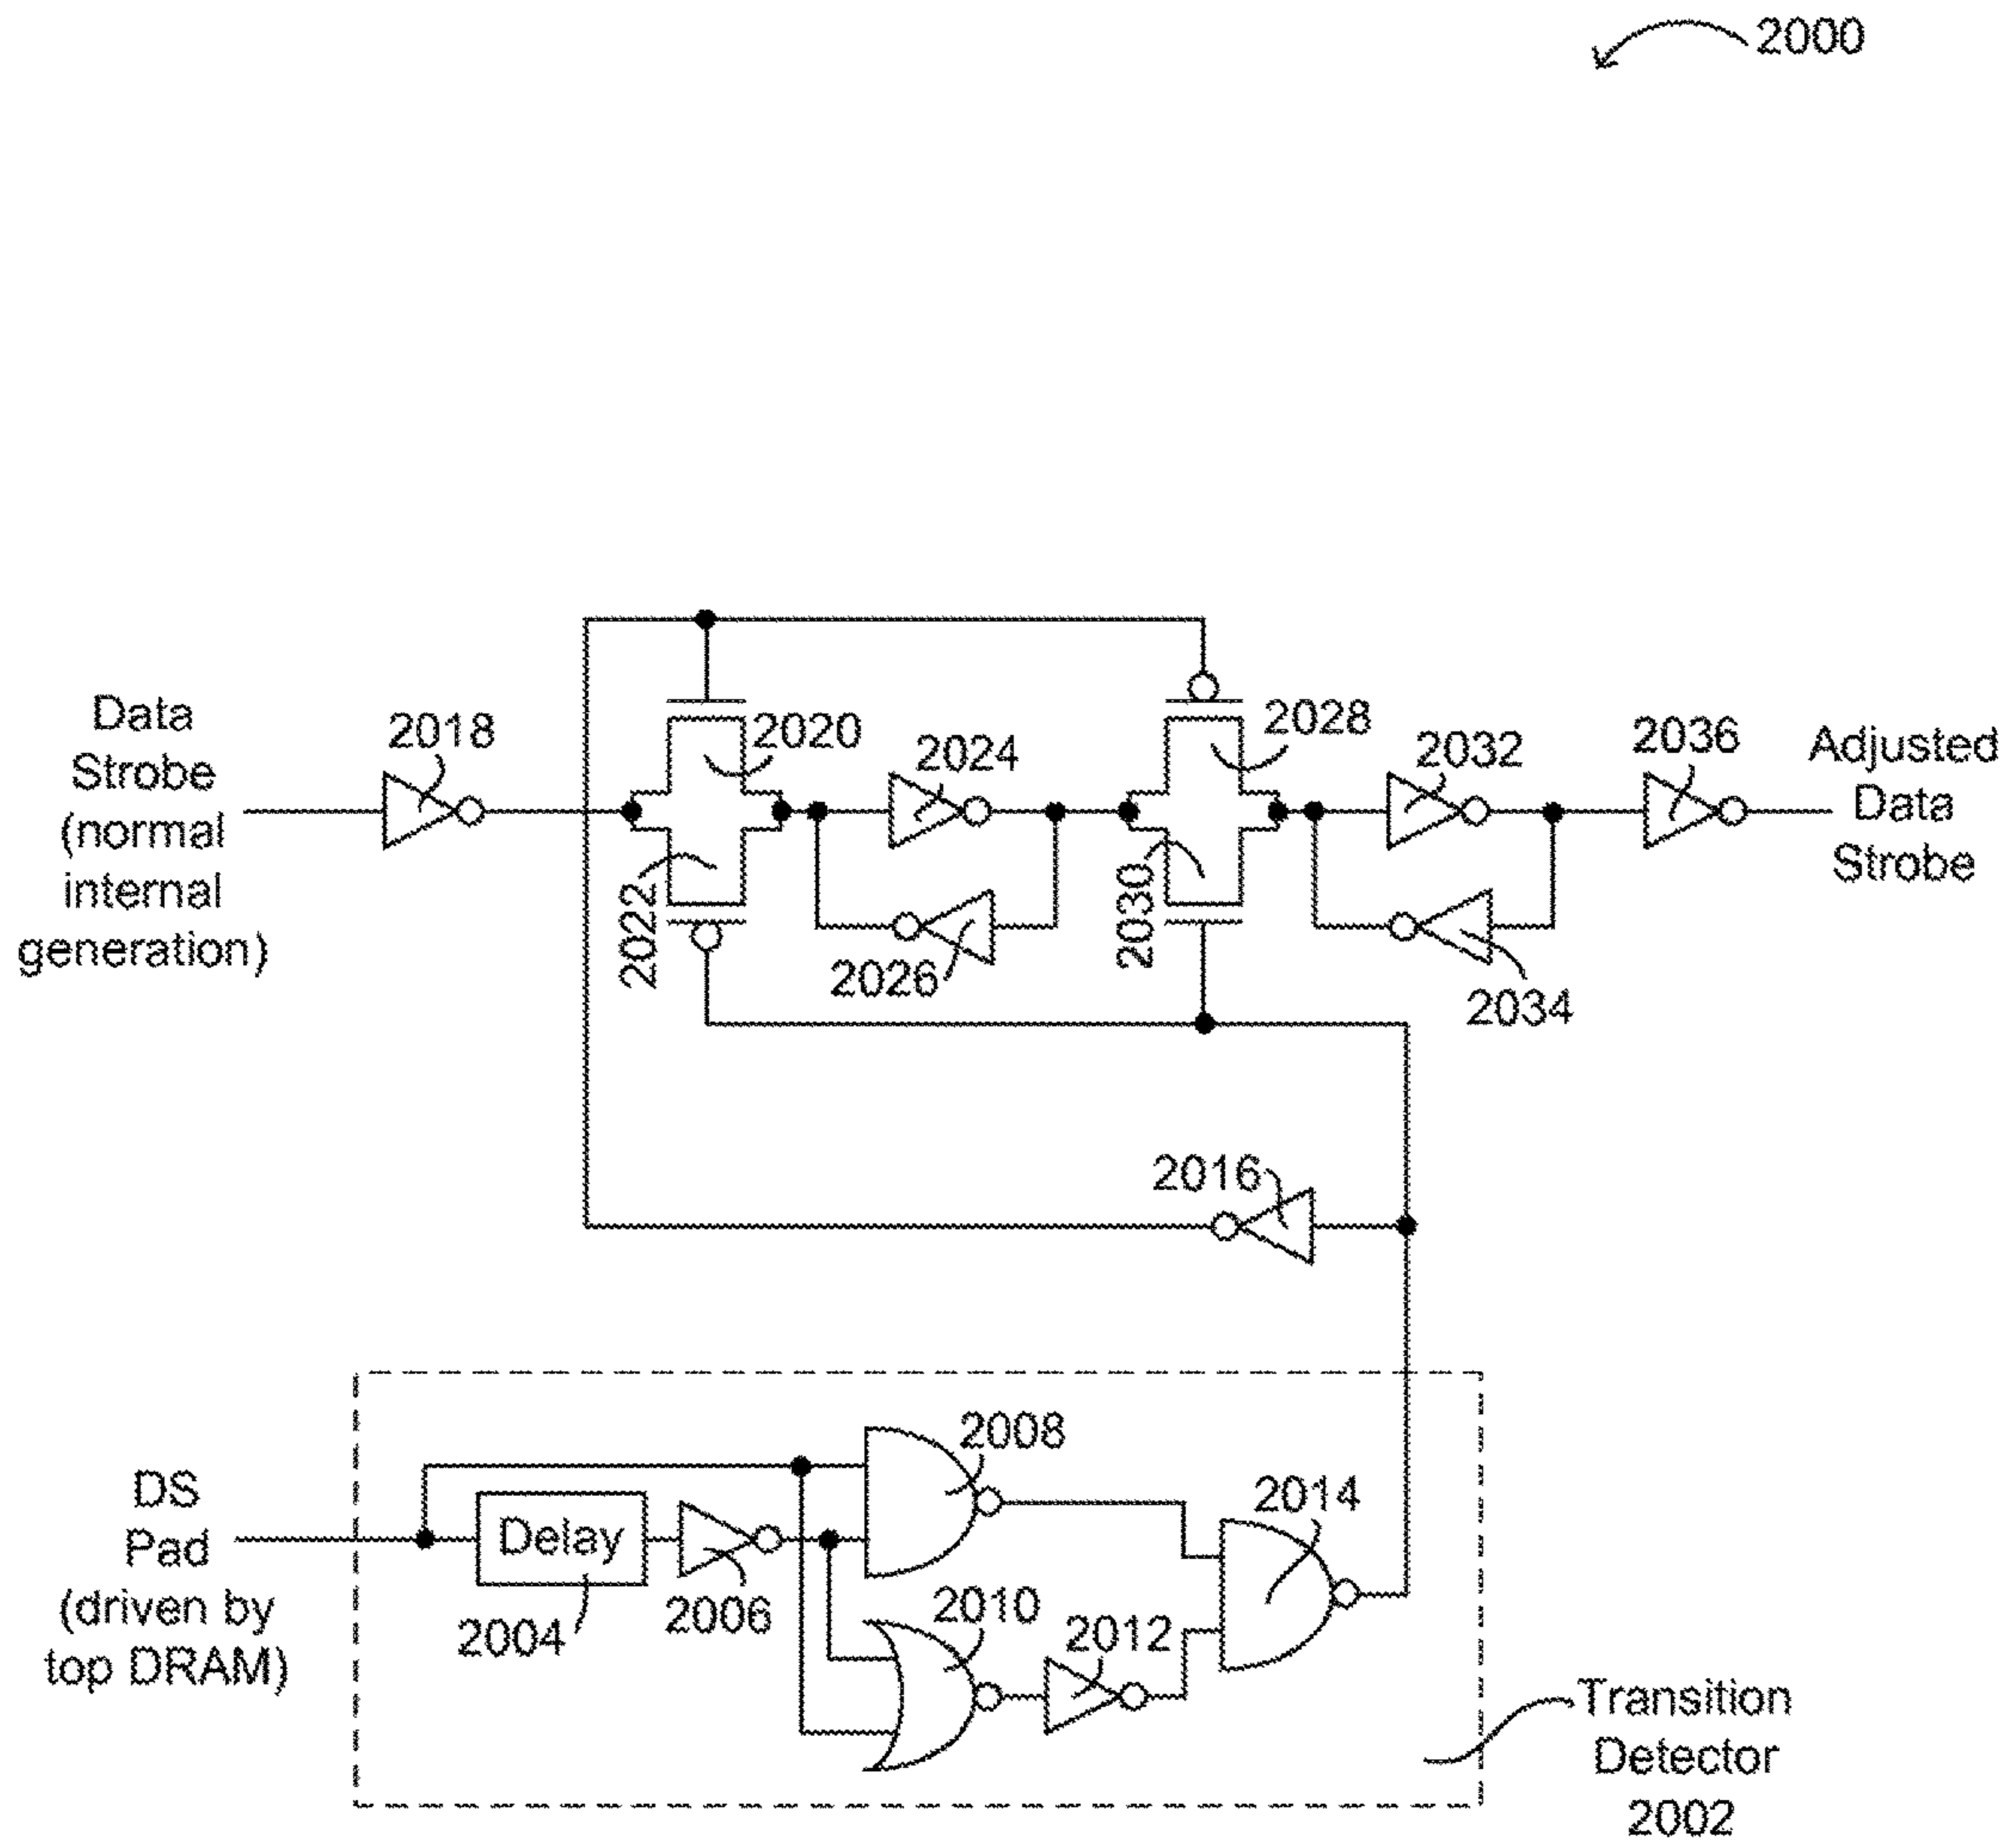 2000
Data
Strobe
(normal
internal
generation)
2018
2020
2022
2024
2026
2028
2030
2032
2034
2036
Adjusted
Data
Strobe
2016
DS
Pad
(driven by
top DRAM)
Delay
2004
2006
2008
2010
2012
2014
Transition
Detector
2002